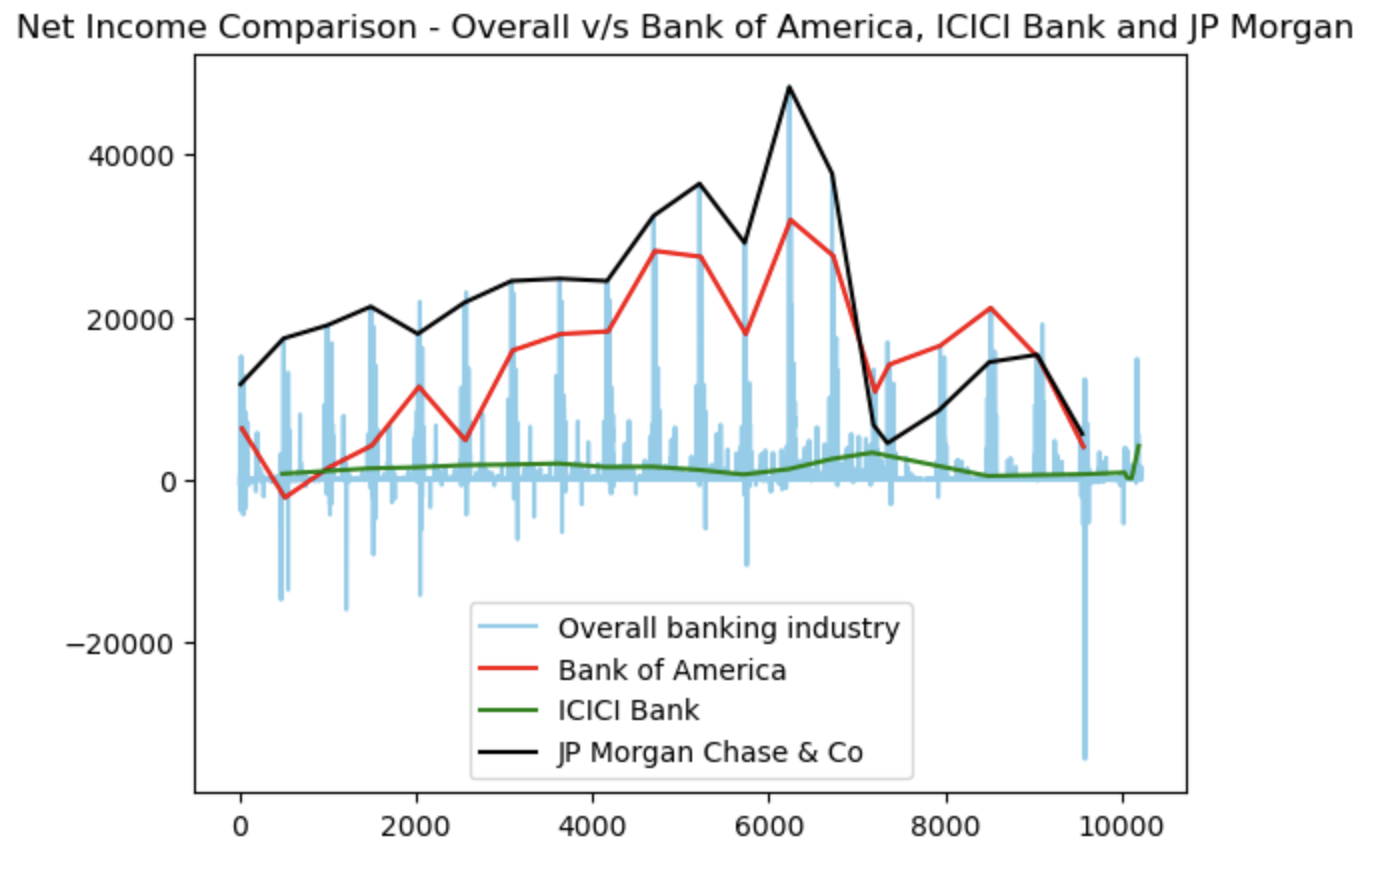 Net Income Comparison - Overall v/s Bank of America, ICICI Bank and JP Morgan
40000
20000
0
−20000
Overall banking industry
Bank of America
ICICI Bank
JP Morgan Chase & Co
0 2000 4000 6000 8000 10000